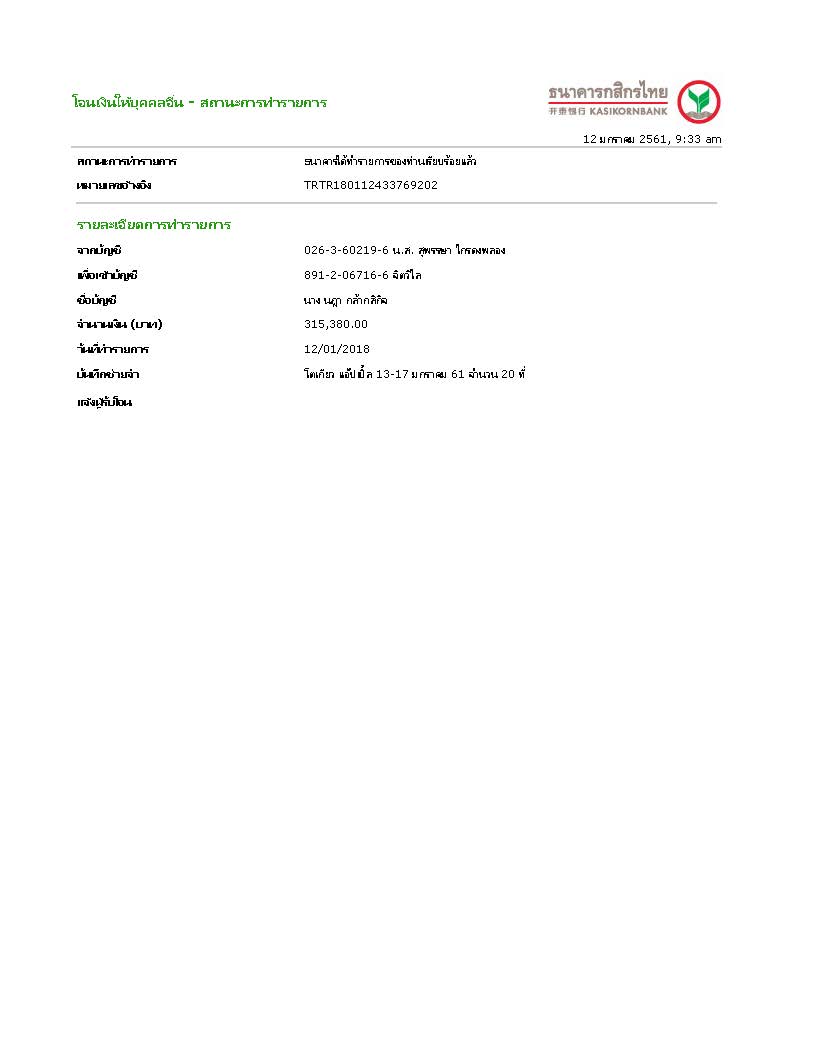 โอนเงินให้บุคคลอื่น - สถานะการทำรายการ
ธนาคารกสิกรไทย
开泰银行 KASIKORNBANK
12 มกราคม 2561, 9:33 am
สถานะการทำรายการ ธนาคารได้ทำรายการของท่านเรียบร้อยแล้ว
หมายเลขอ้างอิง TRTR180112433769202
รายละเอียดการทำรายการ
จากบัญชี 026-3-60219-6 น.ส. สุพรรษา ไกรดงพลอง
เพื่อเข้าบัญชี 891-2-06716-6 จิตวิไล
ชื่อบัญชี นาง นฎา กล้ากสิกิจ
จำนวนเงิน (บาท) 315,380.00
วันที่ทำรายการ 12/01/2018
บันทึกช่วยจำ โตเกียว แอ๊ปเปิ้ล 13-17 มกราคม 61 จำนวน 20 ที่
แจ้งผู้รับโอน